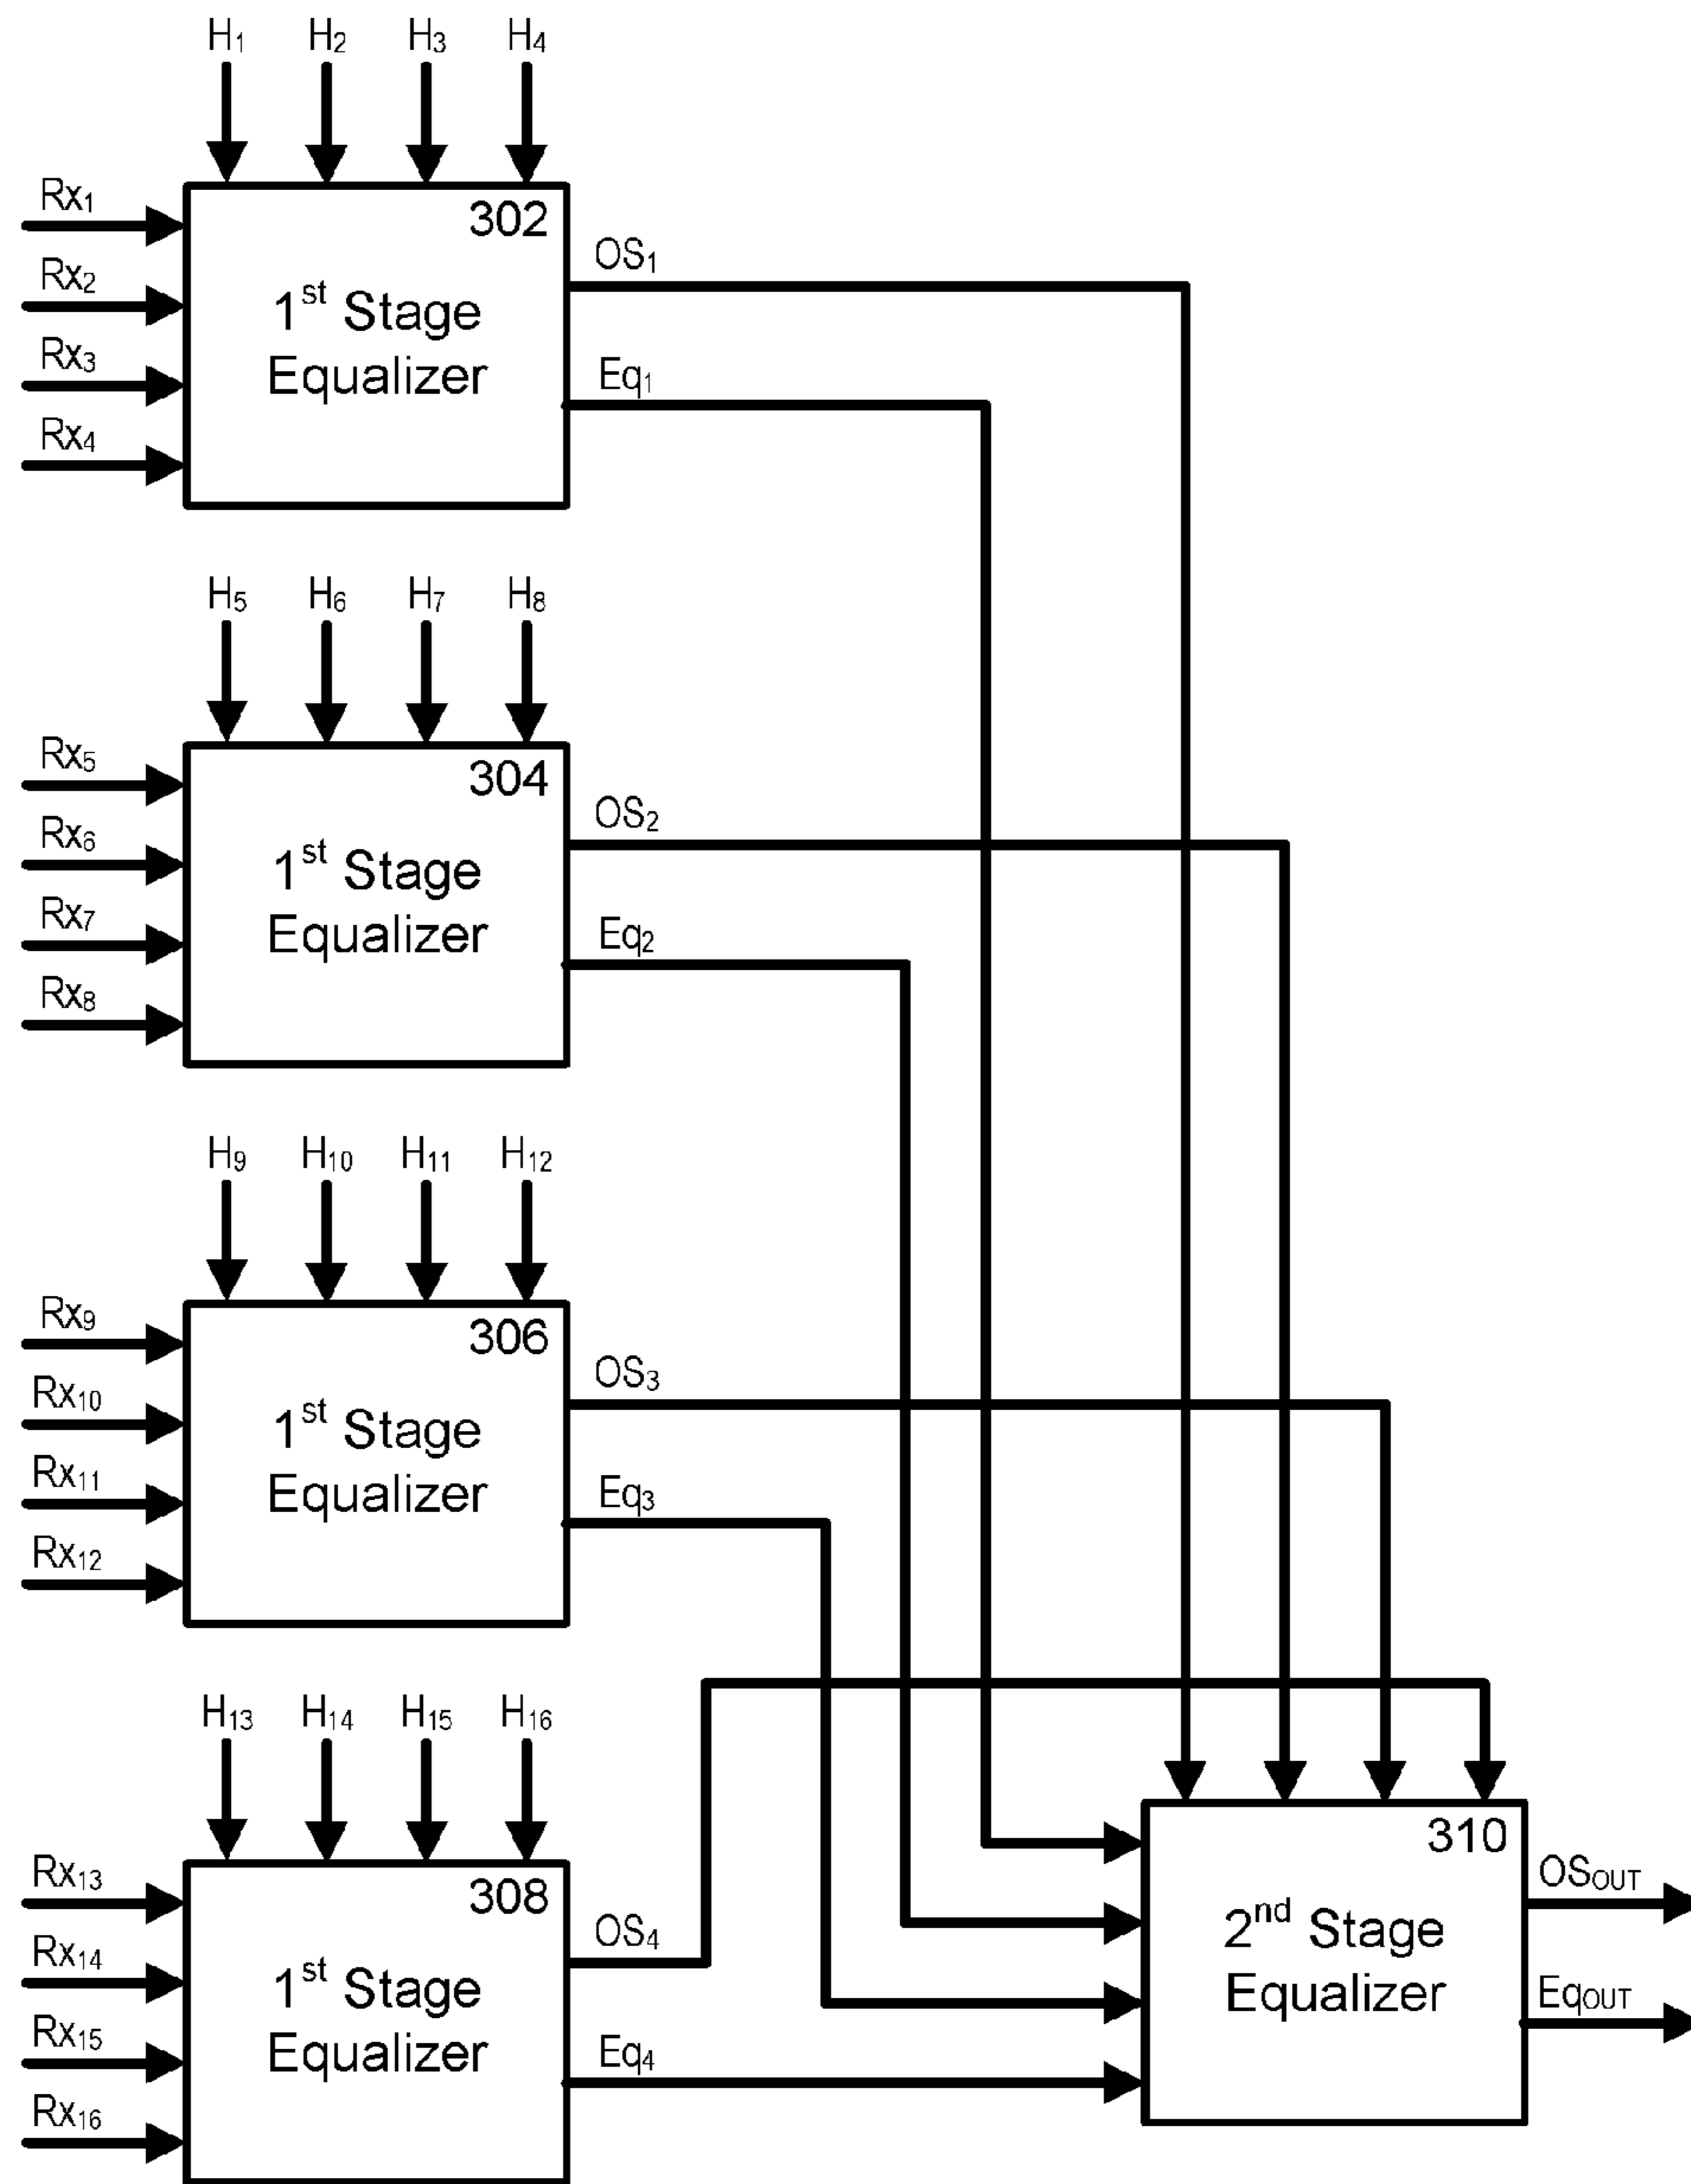 H₁ H₂ H₃ H₄
Rx₁
Rx₂
Rx₃
Rx₄
302
1st Stage
Equalizer
OS₁
Eq₁
H₅ H₆ H₇ H₈
Rx₅
Rx₆
Rx₇
Rx₈
304
1st Stage
Equalizer
OS₂
Eq₂
H₉ H₁₀ H₁₁ H₁₂
Rx₉
Rx₁₀
Rx₁₁
Rx₁₂
306
1st Stage
Equalizer
OS₃
Eq₃
H₁₃ H₁₄ H₁₅ H₁₆
Rx₁₃
Rx₁₄
Rx₁₅
Rx₁₆
308
1st Stage
Equalizer
OS₄
Eq₄
310
2nd Stage
Equalizer
OSOUT
EqOUT